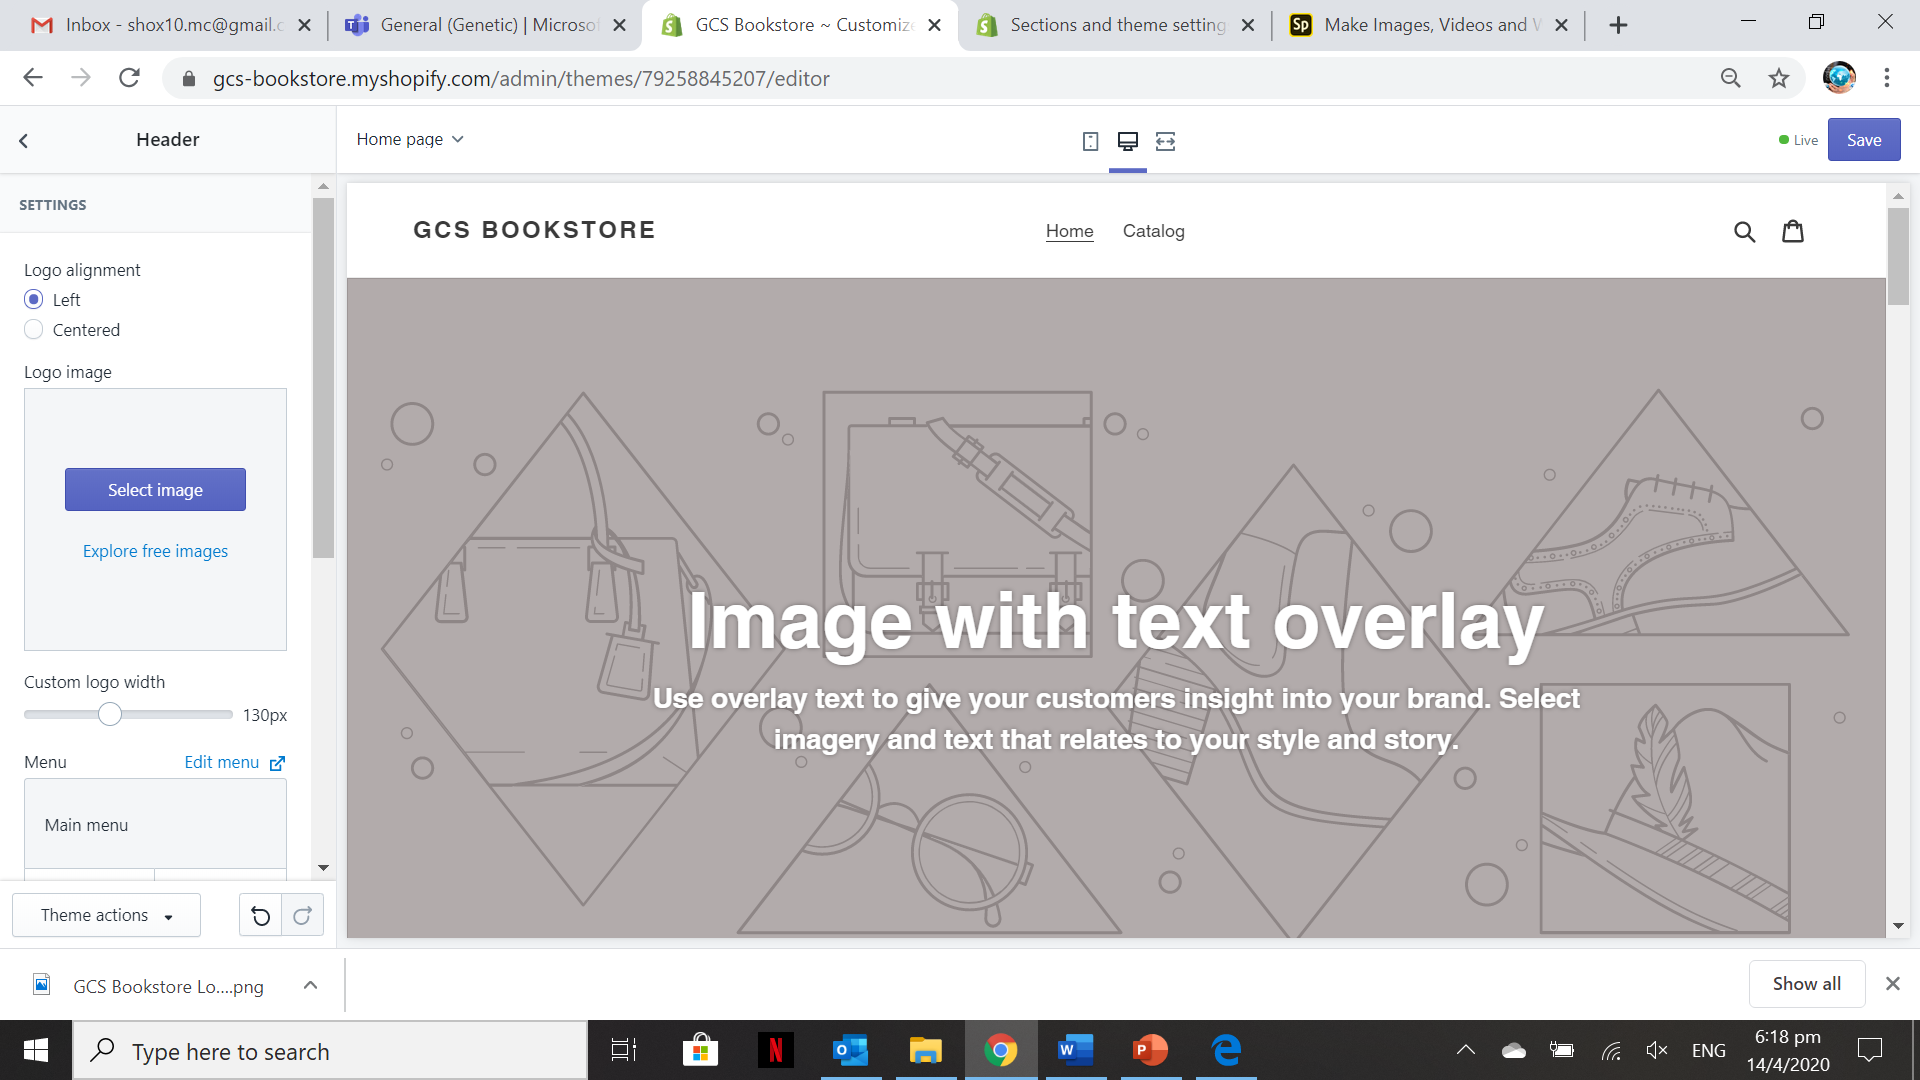 Inbox - shox10.mc@gmail.c
General (Genetic) | Microsof
GCS Bookstore ~ Customize
Sections and theme setting
Sp
Make Images, Videos and W
gcs-bookstore.myshopify.com/admin/themes/79258845207/editor
Header
Home page
Live
Save
SETTINGS
GCS BOOKSTORE
Home
Catalog
Logo alignment
Left
Centered
Logo image
Select image
Explore free images
Image with text overlay
Use overlay text to give your customers insight into your brand. Select
imagery and text that relates to your style and story.
Custom logo width
130px
Menu
Edit menu
Main menu
Theme actions
GCS Bookstore Lo....png
Show all
Type here to search
ENG
6:18 pm
14/4/2020